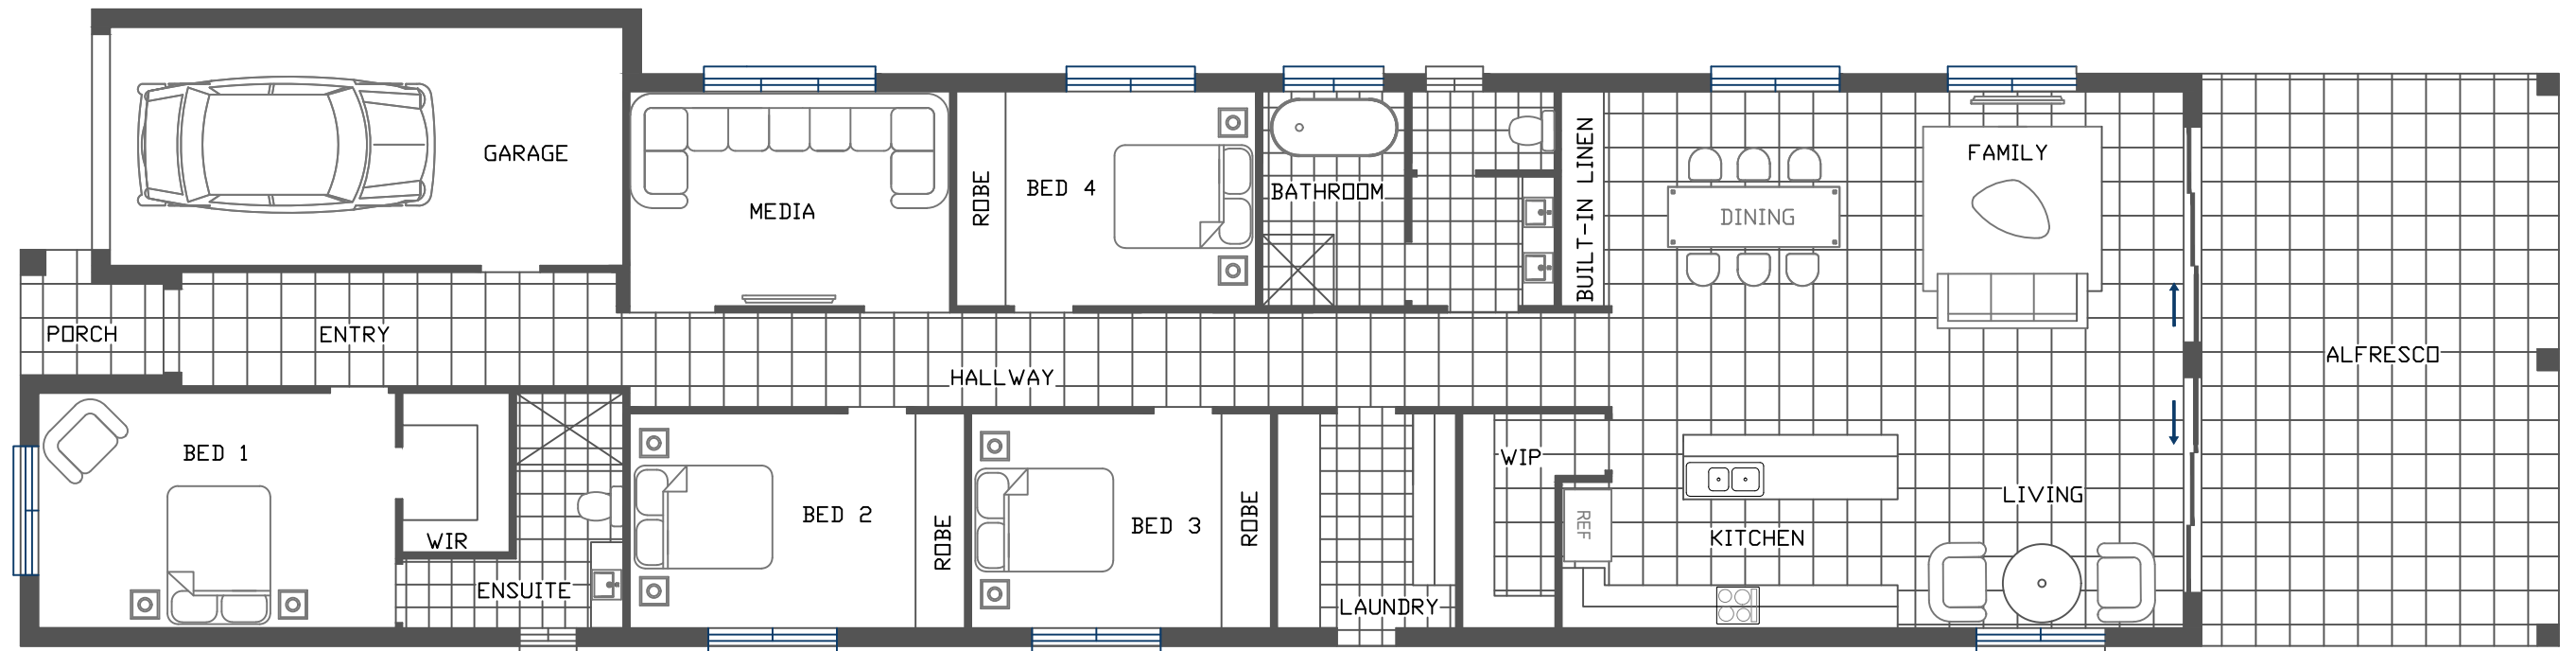 GARAGE
MEDIA
ROBE
BED 4
BATHROOM
BUILT-IN LINEN
DINING
FAMILY
PORCH
ENTRY
HALLWAY
ALFRESCO
BED 1
WIR
ENSUITE
BED 2
ROBE
BED 3
ROBE
LAUNDRY
WIP
REF
KITCHEN
LIVING